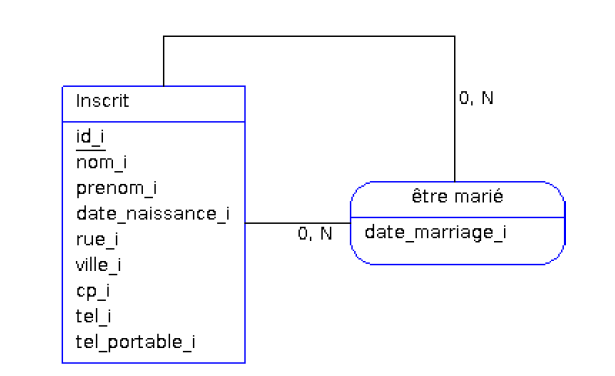 Inscrit
id_i
nom_i
prenom_i
date_naissance_i
rue_i
ville_i
cp_i
tel_i
tel_portable_i
0, N
0, N
être marié
date_marriage_i